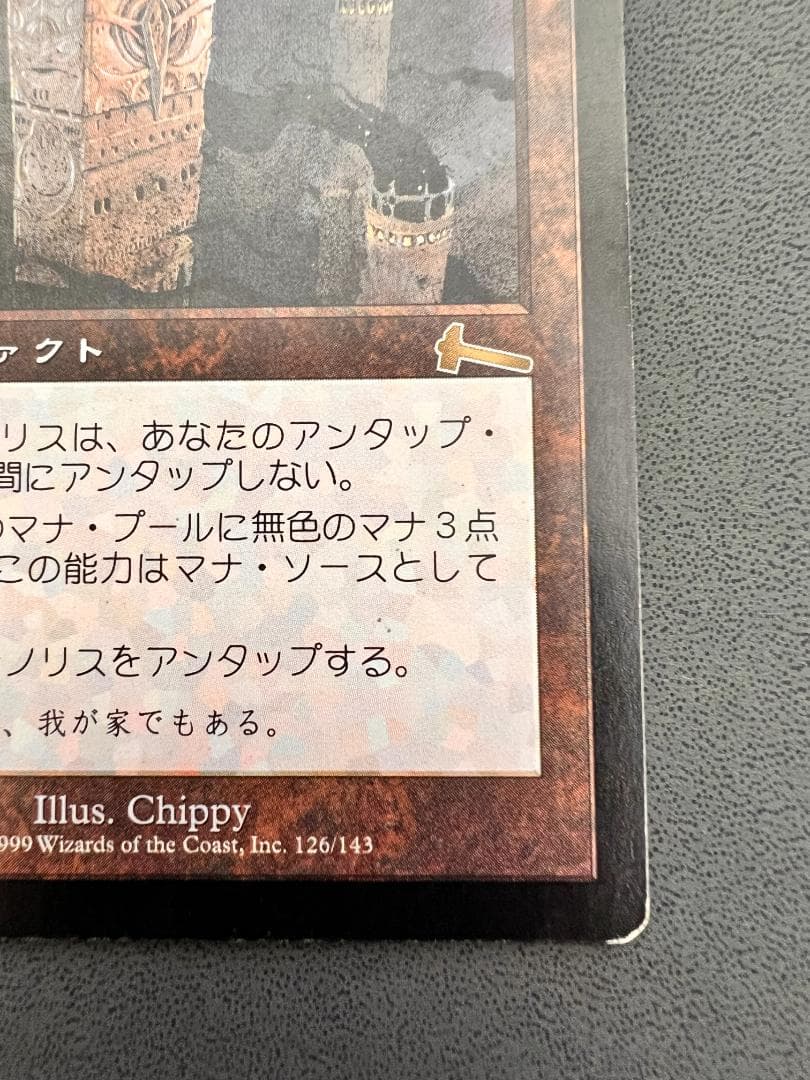 ァクト
リスは、あなたのアンタップ・
間にアンタップしない。
のマナ・プールに無色のマナ３点
この能力はマナ・ソースとして
ノリスをアンタップする。
、我が家でもある。
Illus. Chippy
999 Wizards of the Coast, Inc. 126/143